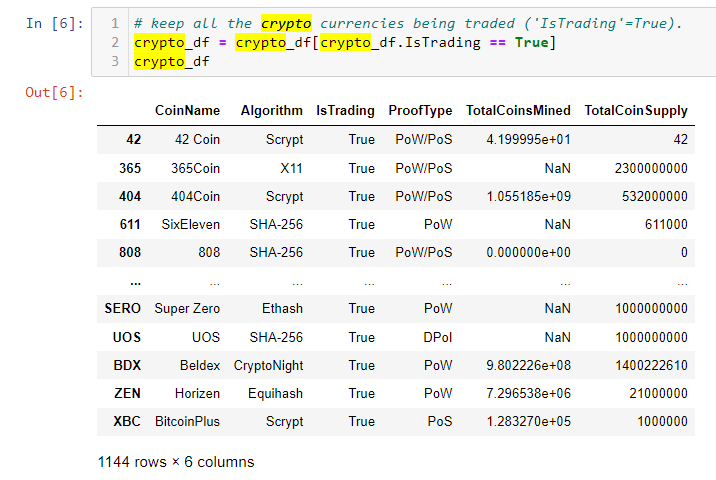 In [6]: 1 # keep all the crypto currencies being traded ('IsTrading'=True).
2 crypto_df = crypto_df[crypto_df.IsTrading == True]
3 crypto_df
Out[6]:
CoinName Algorithm IsTrading ProofType TotalCoinsMined TotalCoinSupply
42 42 Coin Scrypt True PoW/PoS 4.199995e+01 42
365 365Coin X11 True PoW/PoS NaN 2300000000
404 404Coin Scrypt True PoW/PoS 1.055185e+09 532000000
611 SixEleven SHA-256 True PoW NaN 611000
808 808 SHA-256 True PoW/PoS 0.000000e+00 0
... ... ... ... ... ... ...
SERO Super Zero Ethash True PoW NaN 1000000000
UOS UOS SHA-256 True DPoI NaN 1000000000
BDX Beldex CryptoNight True PoW 9.802226e+08 1400222610
ZEN Horizen Equihash True PoW 7.296538e+06 21000000
XBC BitcoinPlus Scrypt True PoS 1.283270e+05 1000000
1144 rows × 6 columns